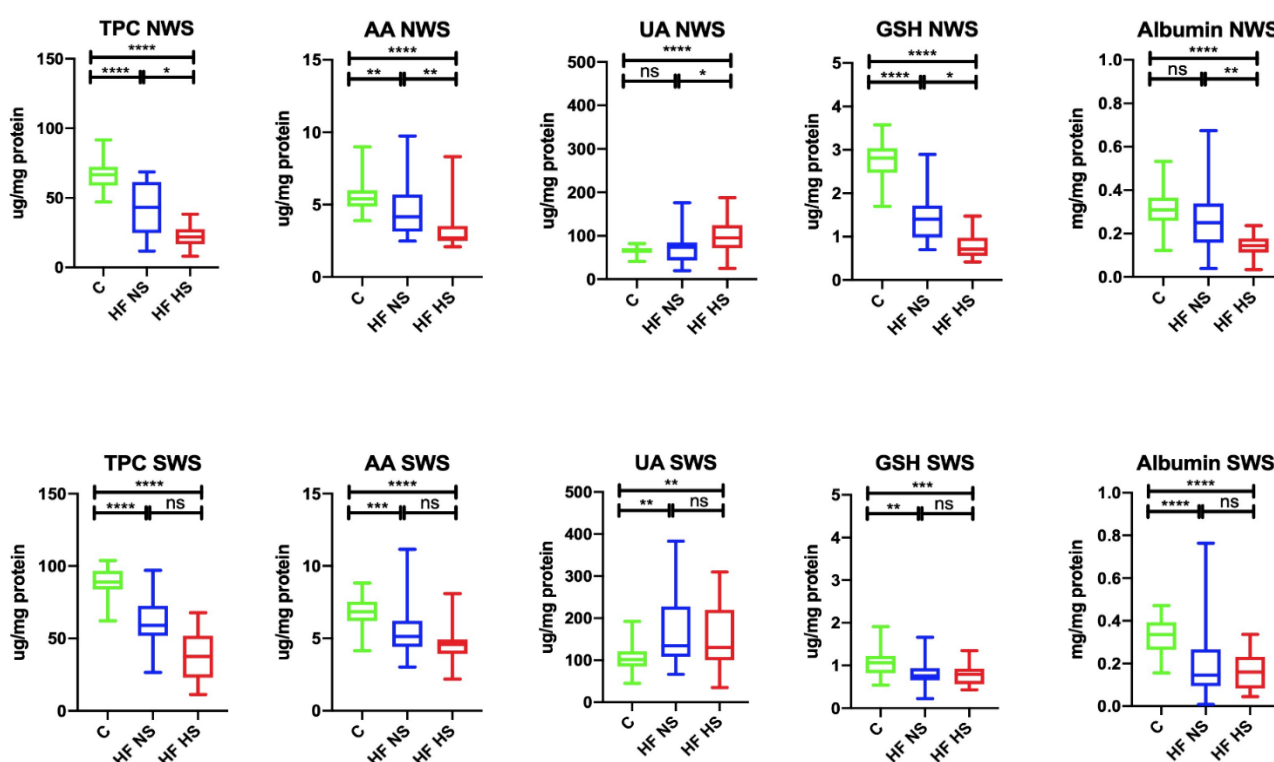 TPC NWS
****
**** *
ug/mg protein
150
100
50
0
C
HF NS
HF HS
AA NWS
****
** **
ug/mg protein
15
10
5
0
C
HF NS
HF HS
UA NWS
****
ns *
ug/mg protein
500
400
300
200
100
0
C
HF NS
HF HS
GSH NWS
****
**** *
ug/mg protein
5
4
3
2
1
0
C
HF NS
HF HS
Albumin NWS
****
ns **
mg/mg protein
1.0
0.8
0.6
0.4
0.2
0.0
C
HF NS
HF HS
TPC SWS
****
**** ns
ug/mg protein
150
100
50
0
C
HF NS
HF HS
AA SWS
****
*** ns
ug/mg protein
15
10
5
0
C
HF NS
HF HS
UA SWS
**
** ns
ug/mg protein
500
400
300
200
100
0
C
HF NS
HF HS
GSH SWS
***
** ns
ug/mg protein
5
4
3
2
1
0
C
HF NS
HF HS
Albumin SWS
****
**** ns
mg/mg protein
1.0
0.8
0.6
0.4
0.2
0.0
C
HF NS
HF HS